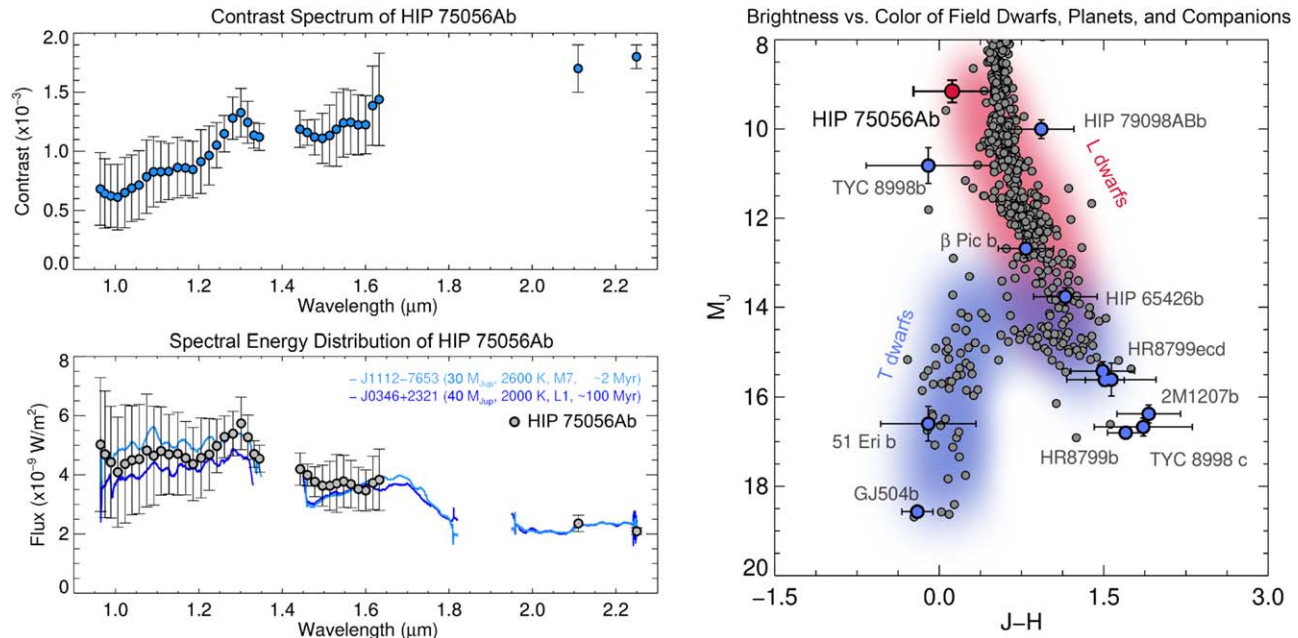 Contrast Spectrum of HIP 75056Ab
2.0
1.5
1.0
0.5
0.0
Contrast (x10⁻³)
1.0 1.2 1.4 1.6 1.8 2.0 2.2
Wavelength (μm)
Spectral Energy Distribution of HIP 75056Ab
8
6
4
2
0
Flux (x10⁻⁹ W/m²)
– J1112–7653 (30 M_Jup, 2600 K, M7, ~2 Myr)
– J0346+2321 (40 M_Jup, 2000 K, L1, ~100 Myr)
HIP 75056Ab
1.0 1.2 1.4 1.6 1.8 2.0 2.2
Wavelength (μm)
Brightness vs. Color of Field Dwarfs, Planets, and Companions
8
10
12
14
16
18
20
M_J
HIP 75056Ab
HIP 79098ABb
L dwarfs
TYC 8998b
β Pic b
HIP 65426b
T dwarfs
HR8799ecd
2M1207b
51 Eri b
HR8799b
TYC 8998 c
GJ504b
−1.5 0.0 1.5 3.0
J−H